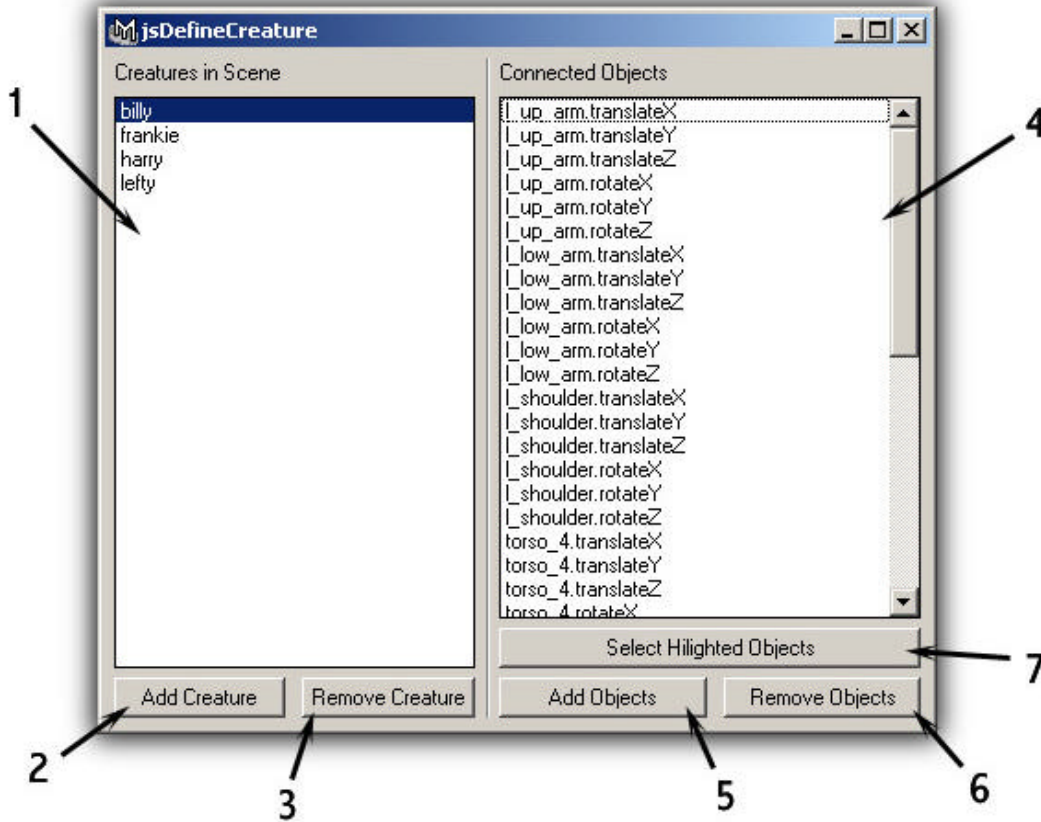 jsDefineCreature
Creatures in Scene
billy
frankie
harry
lefty
Add Creature
Remove Creature
Connected Objects
l_up_arm.translateX
l_up_arm.translateY
l_up_arm.translateZ
l_up_arm.rotateX
l_up_arm.rotateY
l_up_arm.rotateZ
l_low_arm.translateX
l_low_arm.translateY
l_low_arm.translateZ
l_low_arm.rotateX
l_low_arm.rotateY
l_low_arm.rotateZ
l_shoulder.translateX
l_shoulder.translateY
l_shoulder.translateZ
l_shoulder.rotateX
l_shoulder.rotateY
l_shoulder.rotateZ
torso_4.translateX
torso_4.translateY
torso_4.translateZ
torso_4.rotateX
Select Hilighted Objects
Add Objects
Remove Objects
1
2
3
4
5
6
7